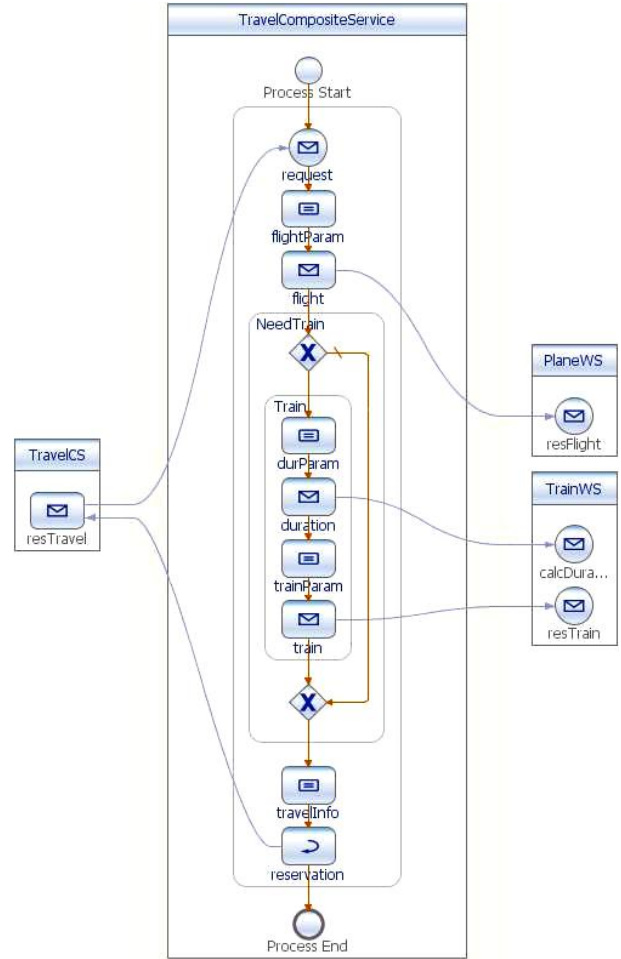 TravelCompositeService
Process Start
request
flightParam
flight
NeedTrain
X
Train
durParam
duration
trainParam
train
X
travelInfo
reservation
Process End
TravelCS
resTravel
PlaneWS
resFlight
TrainWS
calcDura...
resTrain